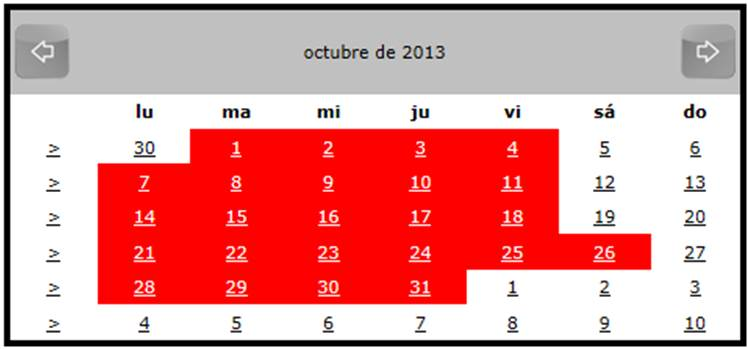 octubre de 2013
lu ma mi ju vi sá do
> 30 1 2 3 4 5 6
> 7 8 9 10 11 12 13
> 14 15 16 17 18 19 20
> 21 22 23 24 25 26 27
> 28 29 30 31 1 2 3
> 4 5 6 7 8 9 10